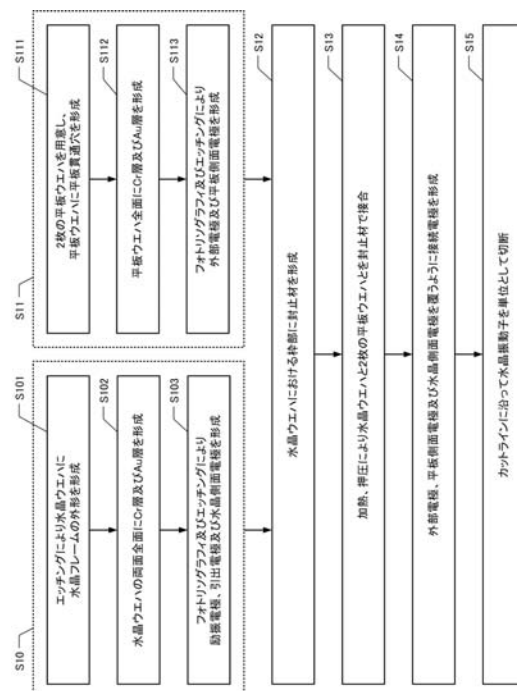 S10
S101
エッチングにより水晶ウエハに
水晶フレームの外形を形成
S102
水晶ウエハの両面全面にCr層及びAu層を形成
S103
フォトリソグラフィ及びエッチングにより
励振電極、引出電極及び水晶側面電極を形成
S11
S111
2枚の平板ウエハを用意し、
平板ウエハに平板貫通穴を形成
S112
平板ウエハ全面にCr層及びAu層を形成
S113
フォトリソグラフィ及びエッチングにより
外部電極及び平板側面電極を形成
S12
水晶ウエハにおける枠部に封止材を形成
S13
加熱、押圧により水晶ウエハと2枚の平板ウエハとを封止材で接合
S14
外部電極、平板側面電極及び水晶側面電極を覆うように接続電極を形成
S15
カットラインに沿って水晶振動子を単位として切断